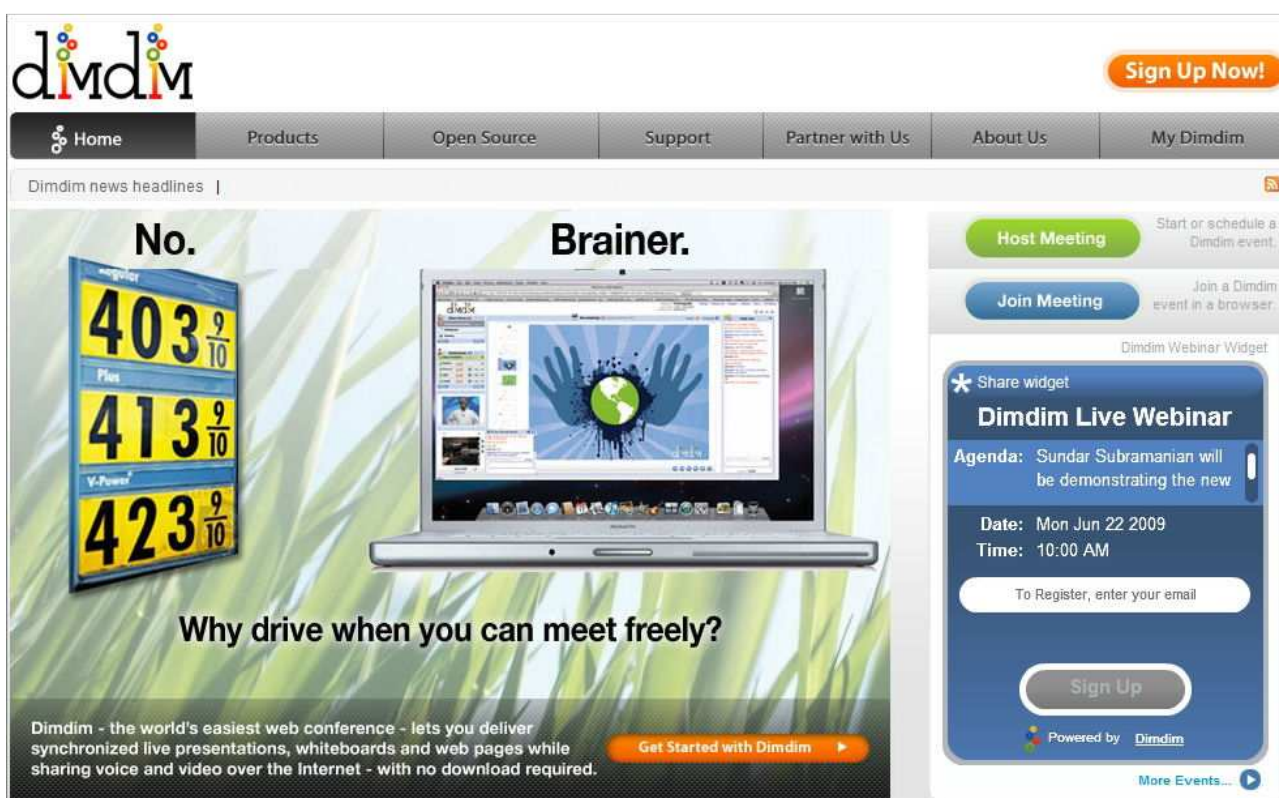 dimdim
Sign Up Now!
Home
Products
Open Source
Support
Partner with Us
About Us
My Dimdim
Dimdim news headlines |
No.
Brainer.
Regular
403 9/10
Plus
413 9/10
V-Power
423 9/10
dimdim
dimdim
Why drive when you can meet freely?
Dimdim - the world's easiest web conference - lets you deliver
synchronized live presentations, whiteboards and web pages while
sharing voice and video over the Internet - with no download required.
Get Started with Dimdim
Host Meeting
Start or schedule a
Dimdim event.
Join Meeting
Join a Dimdim
event in a browser.
Dimdim Webinar Widget
Share widget
Dimdim Live Webinar
Agenda: Sundar Subramanian will
be demonstrating the new
Date: Mon Jun 22 2009
Time: 10:00 AM
To Register, enter your email
Sign Up
Powered by Dimdim
More Events...